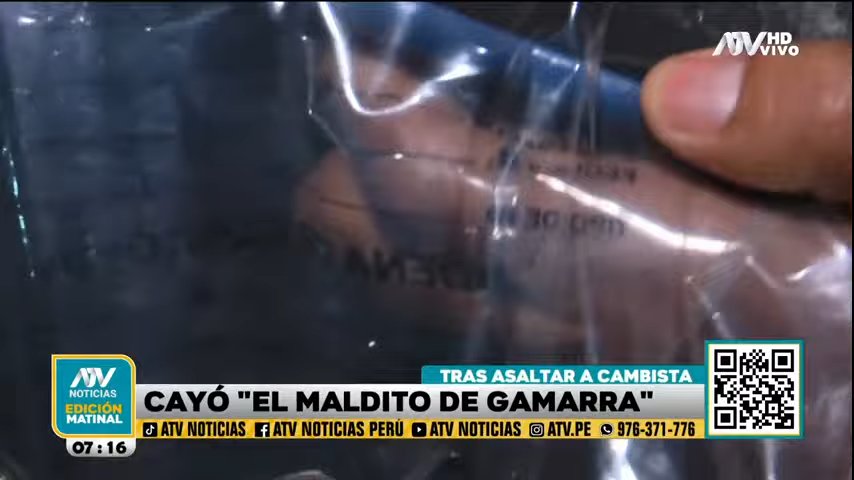 ATV HD
VIVO
TRAS ASALTAR A CAMBISTA
ATV
NOTICIAS
EDICIÓN
MATINAL
CAYÓ "EL MALDITO DE GAMARRA"
ATV NOTICIAS ATV NOTICIAS PERÚ ATV NOTICIAS ATV.PE 976-371-776
07:16